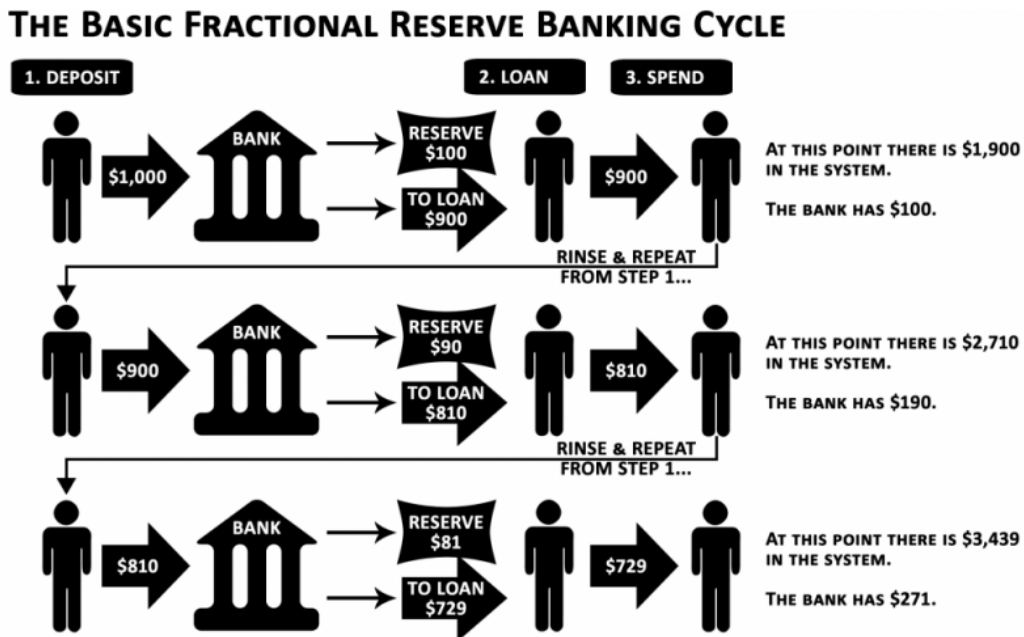 THE BASIC FRACTIONAL RESERVE BANKING CYCLE
1. DEPOSIT
2. LOAN
3. SPEND
$1,000
BANK
RESERVE
$100
TO LOAN
$900
$900
AT THIS POINT THERE IS $1,900
IN THE SYSTEM.
THE BANK HAS $100.
RINSE & REPEAT
FROM STEP 1...
$900
BANK
RESERVE
$90
TO LOAN
$810
$810
AT THIS POINT THERE IS $2,710
IN THE SYSTEM.
THE BANK HAS $190.
RINSE & REPEAT
FROM STEP 1...
$810
BANK
RESERVE
$81
TO LOAN
$729
$729
AT THIS POINT THERE IS $3,439
IN THE SYSTEM.
THE BANK HAS $271.